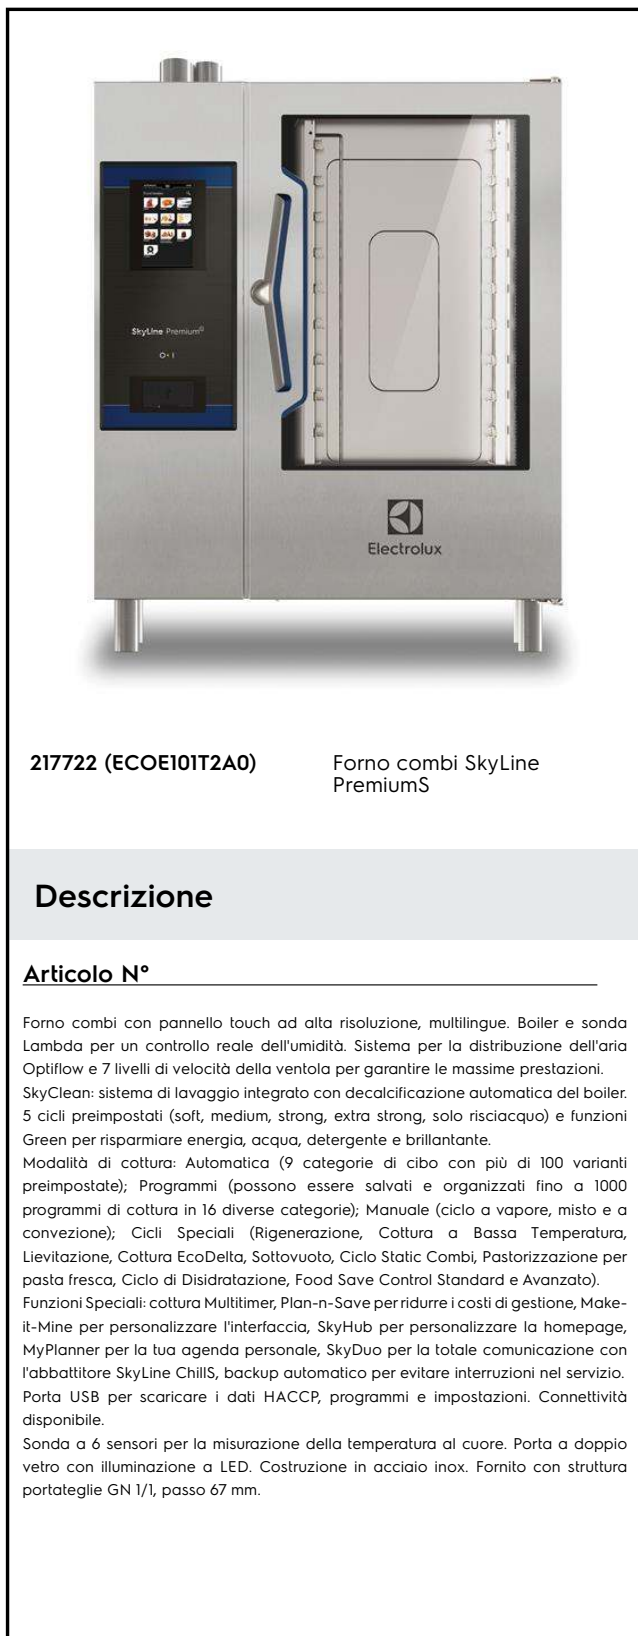 SkyLine PremiumS
Electrolux
217722 (ECOE101T2A0)
Forno combi SkyLine
PremiumS
Descrizione
Articolo N°
Forno combi con pannello touch ad alta risoluzione, multilingue. Boiler e sonda
Lambda per un controllo reale dell'umidità. Sistema per la distribuzione dell'aria
Optiflow e 7 livelli di velocità della ventola per garantire le massime prestazioni.
SkyClean: sistema di lavaggio integrato con decalcificazione automatica del boiler.
5 cicli preimpostati (soft, medium, strong, extra strong, solo risciacquo) e funzioni
Green per risparmiare energia, acqua, detergente e brillantante.
Modalità di cottura: Automatica (9 categorie di cibo con più di 100 varianti
preimpostate); Programmi (possono essere salvati e organizzati fino a 1000
programmi di cottura in 16 diverse categorie); Manuale (ciclo a vapore, misto e a
convezione); Cicli Speciali (Rigenerazione, Cottura a Bassa Temperatura,
Lievitazione, Cottura EcoDelta, Sottovuoto, Ciclo Static Combi, Pastorizzazione per
pasta fresca, Ciclo di Disidratazione, Food Save Control Standard e Avanzato).
Funzioni Speciali: cottura Multitimer, Plan-n-Save per ridurre i costi di gestione, Make-
it-Mine per personalizzare l'interfaccia, SkyHub per personalizzare la homepage,
MyPlanner per la tua agenda personale, SkyDuo per la totale comunicazione con
l'abbattitore SkyLine ChillS, backup automatico per evitare interruzioni nel servizio.
Porta USB per scaricare i dati HACCP, programmi e impostazioni. Connettività
disponibile.
Sonda a 6 sensori per la misurazione della temperatura al cuore. Porta a doppio
vetro con illuminazione a LED. Costruzione in acciaio inox. Fornito con struttura
portateglie GN 1/1, passo 67 mm.